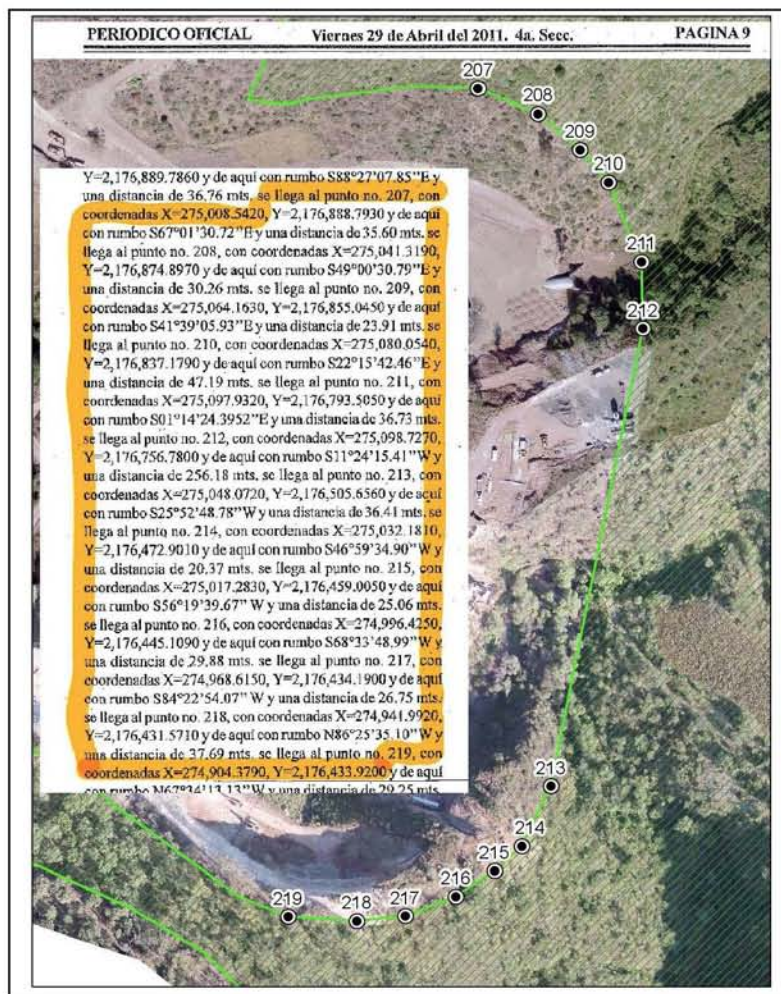 PERIODICO OFICIAL Viernes 29 de Abril del 2011. 4a. Secc. PAGINA 9
207
208
209
210
211
212
Y=2,176,889.7860 y de aquí con rumbo S88°27'07.85"E y
una distancia de 36.76 mts. se llega al punto no. 207, con
coordenadas X=275,008.5420, Y=2,176,888.7930 y de aquí
con rumbo S67°01'30.72"E y una distancia de 35.60 mts. se
llega al punto no. 208, con coordenadas X=275,041.3190,
Y=2,176,874.8970 y de aquí con rumbo S49°00'30.79"E y
una distancia de 30.26 mts. se llega al punto no. 209, con
coordenadas X=275,064.1630, Y=2,176,855.0450 y de aquí
con rumbo S41°39'05.93"E y una distancia de 23.91 mts. se
llega al punto no. 210, con coordenadas X=275,080.0540,
Y=2,176,837.1790 y de aquí con rumbo S22°15'42.46"E y
una distancia de 47.19 mts. se llega al punto no. 211, con
coordenadas X=275,097.9320, Y=2,176,793.5050 y de aquí
con rumbo S01°14'24.3952"E y una distancia de 36.73 mts.
se llega al punto no. 212, con coordenadas X=275,098.7270,
Y=2,176,756.7800 y de aquí con rumbo S11°24'15.41"W y
una distancia de 256.18 mts. se llega al punto no. 213, con
coordenadas X=275,048.0720, Y=2,176,505.6560 y de aquí
con rumbo S25°52'48.78"W y una distancia de 36.41 mts. se
llega al punto no. 214, con coordenadas X=275,032.1810,
Y=2,176,472.9010 y de aquí con rumbo S46°59'34.90"W y
una distancia de 20.37 mts. se llega al punto no. 215, con
coordenadas X=275,017.2830, Y=2,176,459.0050 y de aquí
con rumbo S56°19'39.67" W y una distancia de 25.06 mts.
se llega al punto no. 216, con coordenadas X=274,996.4250,
Y=2,176,445.1090 y de aquí con rumbo S68°33'48.99"W y
una distancia de 29.88 mts. se llega al punto no. 217, con
coordenadas X=274,968.6150, Y=2,176,434.1900 y de aquí
con rumbo S84°22'54.07" W y una distancia de 26.75 mts.
se llega al punto no. 218, con coordenadas X=274,941.9920,
Y=2,176,431.5710 y de aquí con rumbo N86°25'35.10"W y
una distancia de 37.69 mts. se llega al punto no. 219, con
coordenadas X=274,904.3790, Y=2,176,433.9200 y de aquí
con rumbo N67°34'13.13"W y una distancia de 29.25 mts.
213
214
215
216
217
218
219